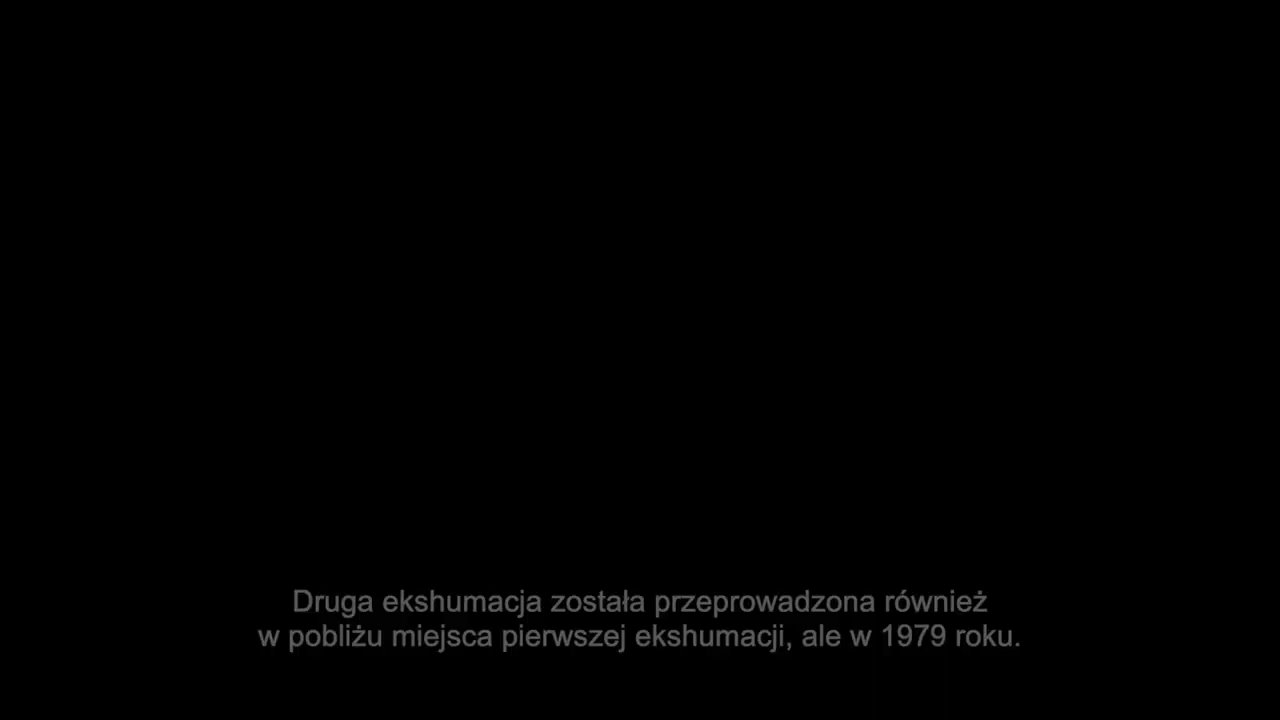 Druga ekshumacja została przeprowadzona również
w pobliżu miejsca pierwszej ekshumacji, ale w 1979 roku.